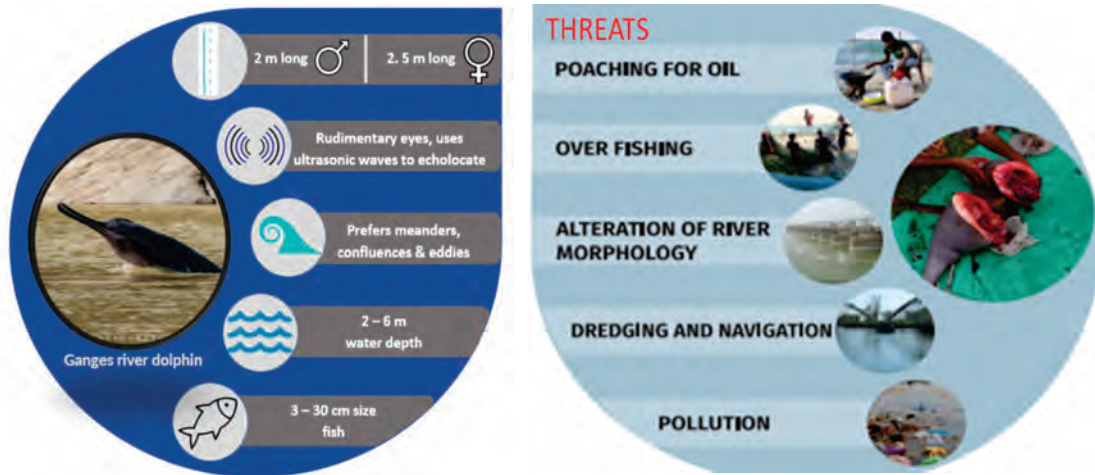 2 m long
2. 5 m long
Rudimentary eyes, uses
ultrasonic waves to echolocate
Prefers meanders,
confluences & eddies
2 – 6 m
water depth
Ganges river dolphin
3 – 30 cm size
fish
THREATS
POACHING FOR OIL
OVER FISHING
ALTERATION OF RIVER
MORPHOLOGY
DREDGING AND NAVIGATION
POLLUTION